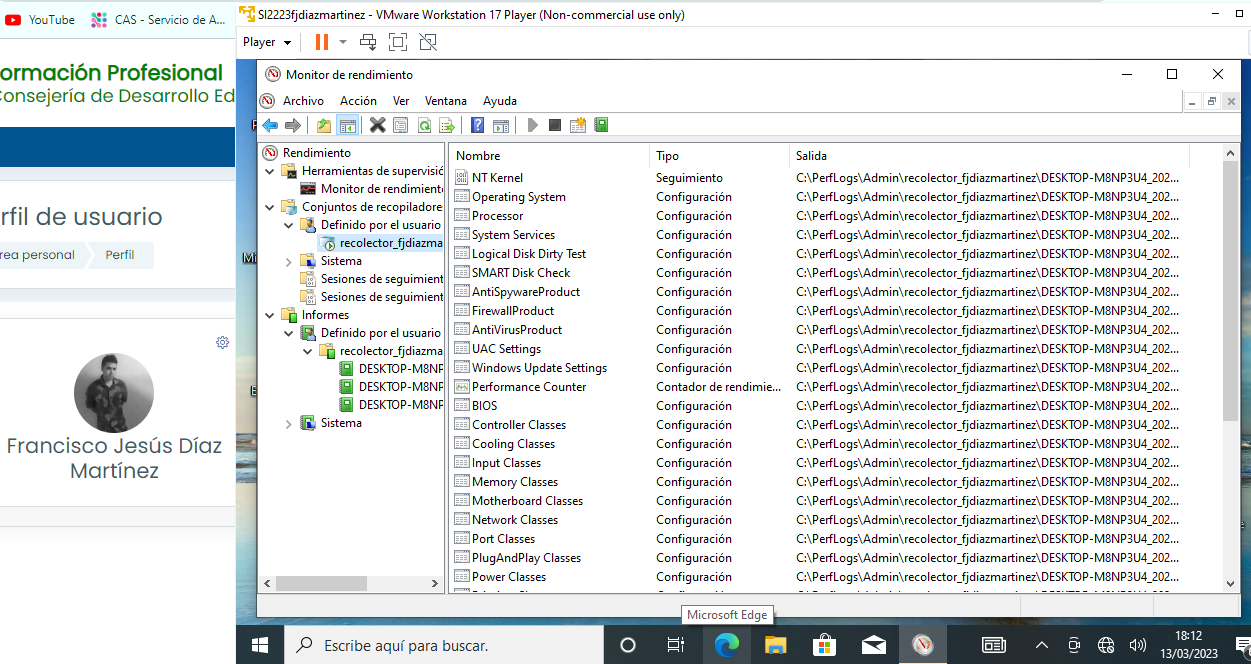 YouTube
CAS - Servicio de A...
SI2223fjdiazmartinez - VMware Workstation 17 Player (Non-commercial use only)
Player
ormación Profesional
Consejería de Desarrollo Ed
rfil de usuario
rea personal
Perfil
Francisco Jesús Díaz
Martínez
Monitor de rendimiento
Archivo Acción Ver Ventana Ayuda
Rendimiento
Herramientas de supervisió
Monitor de rendimient
Conjuntos de recopiladore
Definido por el usuario
recolector_fjdiazma
Sistema
Sesiones de seguimient
Sesiones de seguimient
Informes
Definido por el usuario
recolector_fjdiazma
DESKTOP-M8NP
DESKTOP-M8NP
DESKTOP-M8NP
Sistema
Nombre Tipo Salida
NT Kernel Seguimiento C:\PerfLogs\Admin\recolector_fjdiazmartinez\DESKTOP-M8NP3U4_202...
Operating System Configuración C:\PerfLogs\Admin\recolector_fjdiazmartinez\DESKTOP-M8NP3U4_202...
Processor Configuración C:\PerfLogs\Admin\recolector_fjdiazmartinez\DESKTOP-M8NP3U4_202...
System Services Configuración C:\PerfLogs\Admin\recolector_fjdiazmartinez\DESKTOP-M8NP3U4_202...
Logical Disk Dirty Test Configuración C:\PerfLogs\Admin\recolector_fjdiazmartinez\DESKTOP-M8NP3U4_202...
SMART Disk Check Configuración C:\PerfLogs\Admin\recolector_fjdiazmartinez\DESKTOP-M8NP3U4_202...
AntiSpywareProduct Configuración C:\PerfLogs\Admin\recolector_fjdiazmartinez\DESKTOP-M8NP3U4_202...
FirewallProduct Configuración C:\PerfLogs\Admin\recolector_fjdiazmartinez\DESKTOP-M8NP3U4_202...
AntiVirusProduct Configuración C:\PerfLogs\Admin\recolector_fjdiazmartinez\DESKTOP-M8NP3U4_202...
UAC Settings Configuración C:\PerfLogs\Admin\recolector_fjdiazmartinez\DESKTOP-M8NP3U4_202...
Windows Update Settings Configuración C:\PerfLogs\Admin\recolector_fjdiazmartinez\DESKTOP-M8NP3U4_202...
Performance Counter Contador de rendimie... C:\PerfLogs\Admin\recolector_fjdiazmartinez\DESKTOP-M8NP3U4_202...
BIOS Configuración C:\PerfLogs\Admin\recolector_fjdiazmartinez\DESKTOP-M8NP3U4_202...
Controller Classes Configuración C:\PerfLogs\Admin\recolector_fjdiazmartinez\DESKTOP-M8NP3U4_202...
Cooling Classes Configuración C:\PerfLogs\Admin\recolector_fjdiazmartinez\DESKTOP-M8NP3U4_202...
Input Classes Configuración C:\PerfLogs\Admin\recolector_fjdiazmartinez\DESKTOP-M8NP3U4_202...
Memory Classes Configuración C:\PerfLogs\Admin\recolector_fjdiazmartinez\DESKTOP-M8NP3U4_202...
Motherboard Classes Configuración C:\PerfLogs\Admin\recolector_fjdiazmartinez\DESKTOP-M8NP3U4_202...
Network Classes Configuración C:\PerfLogs\Admin\recolector_fjdiazmartinez\DESKTOP-M8NP3U4_202...
Port Classes Configuración C:\PerfLogs\Admin\recolector_fjdiazmartinez\DESKTOP-M8NP3U4_202...
PlugAndPlay Classes Configuración C:\PerfLogs\Admin\recolector_fjdiazmartinez\DESKTOP-M8NP3U4_202...
Power Classes Configuración C:\PerfLogs\Admin\recolector_fjdiazmartinez\DESKTOP-M8NP3U4_202...
Microsoft Edge
Escribe aquí para buscar.
18:12
13/03/2023